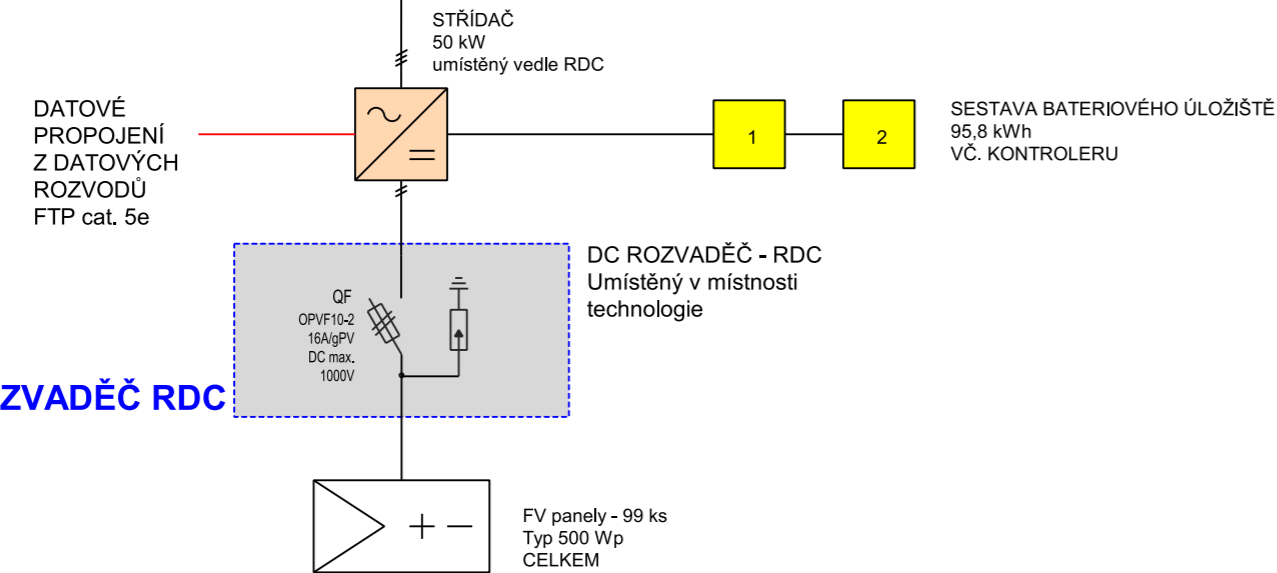 STŘÍDAČ
50 kW
umístěný vedle RDC
DATOVÉ
PROPOJENÍ
Z DATOVÝCH
ROZVODŮ
FTP cat. 5e
1
2
SESTAVA BATERIOVÉHO ÚLOŽIŠTĚ
95,8 kWh
VČ. KONTROLERU
DC ROZVADĚČ - RDC
Umístěný v místnosti
technologie
QF
OPVF10-2
16A/gPV
DC max.
1000V
ZVADĚČ RDC
FV panely - 99 ks
Typ 500 Wp
CELKEM